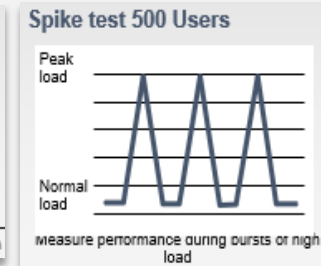 Spike test 500 Users
Peak
load
Normal
load
Measure performance during bursts of high
load